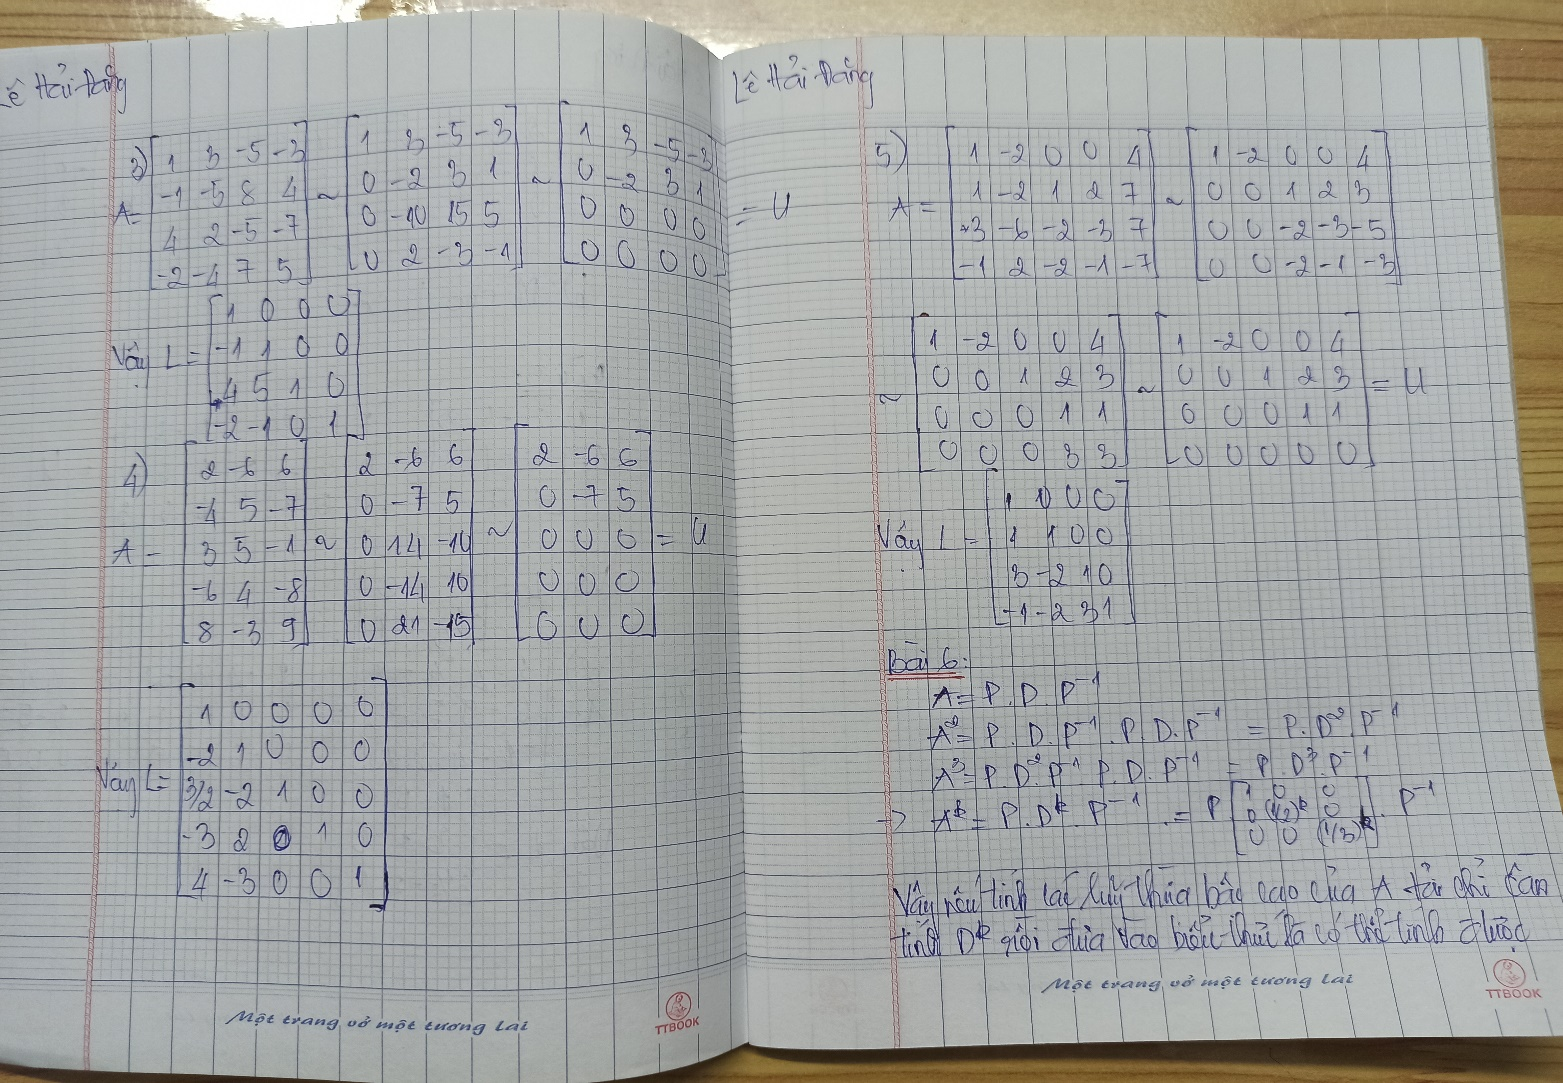 Lê Hải Đăng
3)
A = [1 3 -5 -3
-1 -5 8 4
4 2 -5 -7
-2 -4 7 5]
~ [1 3 -5 -3
0 -2 3 1
0 -10 15 5
0 2 -3 -1]
~ [1 3 -5 -3
0 -2 3 1
0 0 0 0
0 0 0 0] = U
Vậy L = [1 0 0 0
-1 1 0 0
4 5 1 0
-2 -1 0 1]
4)
A = [2 -6 6
-4 5 -7
3 5 -1
-6 4 -8
8 -3 9]
~ [2 -6 6
0 -7 5
0 14 -10
0 -14 10
0 21 -15]
~ [2 -6 6
0 -7 5
0 0 0
0 0 0
0 0 0] = U
Vậy L = [1 0 0 0 0
-2 1 0 0 0
3/2 -2 1 0 0
-3 2 0 1 0
4 -3 0 0 1]
Một trang vở một tương lai
TTBOOK
Lê Hải Đăng
5)
A = [1 -2 0 0 4
1 -2 1 2 7
3 -6 -2 -3 7
-1 2 -2 -1 -7]
~ [1 -2 0 0 4
0 0 1 2 3
0 0 -2 -3 -5
0 0 -2 -1 -3]
~ [1 -2 0 0 4
0 0 1 2 3
0 0 0 1 1
0 0 0 3 3]
~ [1 -2 0 0 4
0 0 1 2 3
0 0 0 1 1
0 0 0 0 0] = U
Vậy L = [1 0 0 0
1 1 0 0
3 -2 1 0
-1 -2 3 1]
Bài 6:
A = P.D.P⁻¹
A² = P.D.P⁻¹.P.D.P⁻¹ = P.D².P⁻¹
A³ = P.D².P⁻¹.P.D.P⁻¹ = P.D³.P⁻¹
-> Aᵏ = P.Dᵏ.P⁻¹ = P [1 0 0
0 (1/2)ᵏ 0
0 0 (1/3)ᵏ] . P⁻¹
Vậy nếu tính các luỹ thừa bậc cao của A ta chỉ cần
tính Dᵏ rồi đưa vào biểu thức là có thể tính được
Một trang vở một tương lai
TTBOOK